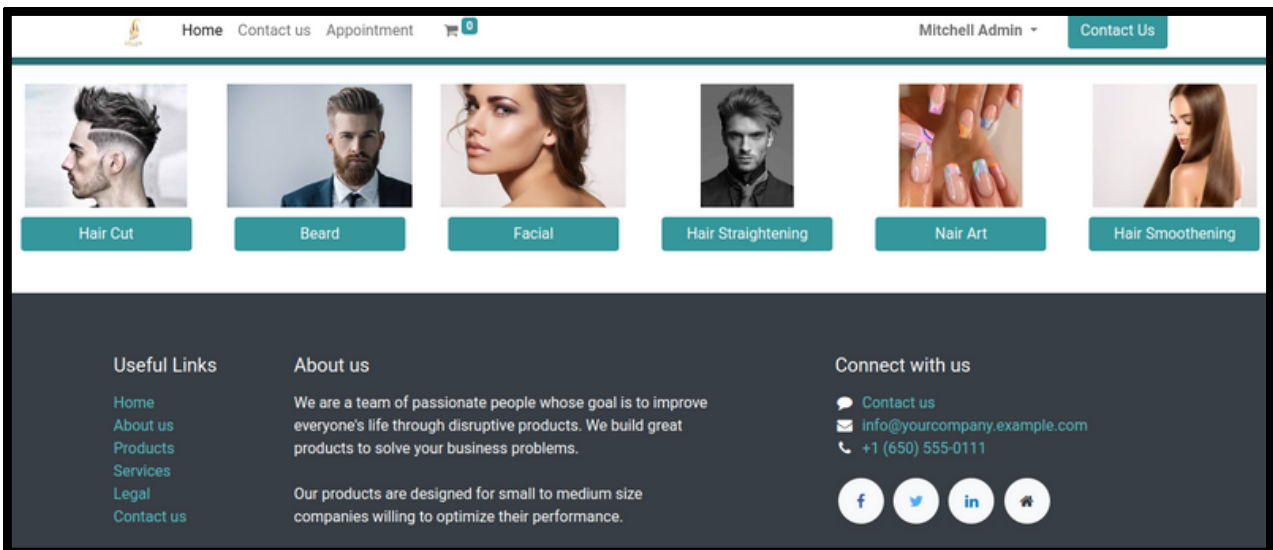 Home Contact us Appointment 0 Mitchell Admin Contact Us
Hair Cut Beard Facial Hair Straightening Nair Art Hair Smoothening
Useful Links
Home
About us
Products
Services
Legal
Contact us
About us
We are a team of passionate people whose goal is to improve
everyone's life through disruptive products. We build great
products to solve your business problems.
Our products are designed for small to medium size
companies willing to optimize their performance.
Connect with us
Contact us
info@yourcompany.example.com
+1 (650) 555-0111